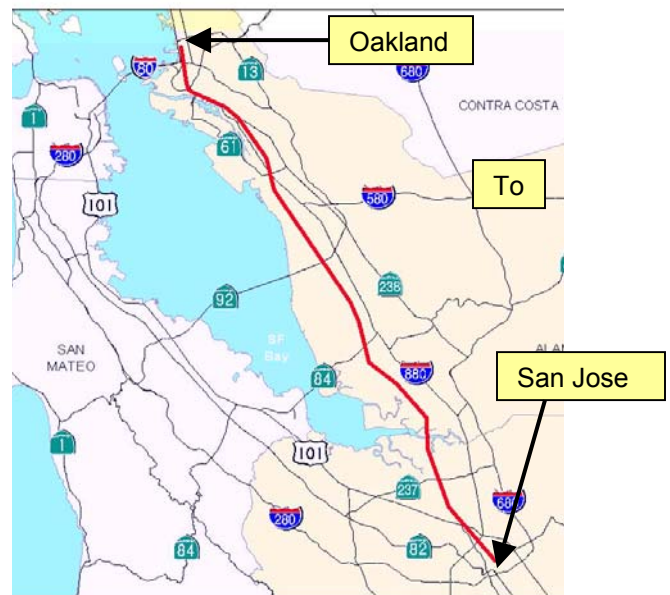 Oakland
80
13
680
1
CONTRA COSTA
61
280
To
580
101
238
92
SF
Bay
SAN
MATEO
ALA
880
San Jose
84
1
101
237
680
280
84
82